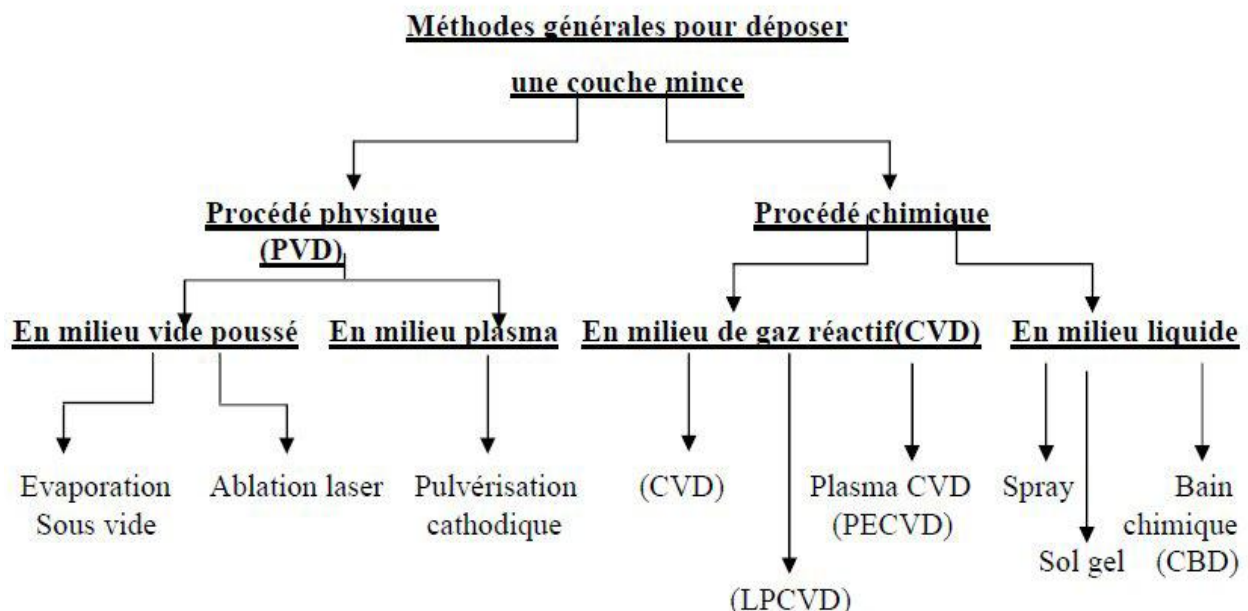 Méthodes générales pour déposer
une couche mince
Procédé physique
(PVD)
Procédé chimique
En milieu vide poussé
En milieu plasma
En milieu de gaz réactif(CVD)
En milieu liquide
Evaporation
Sous vide
Ablation laser
Pulvérisation
cathodique
(CVD)
(LPCVD)
Plasma CVD
(PECVD)
Spray
Sol gel
Bain
chimique
(CBD)